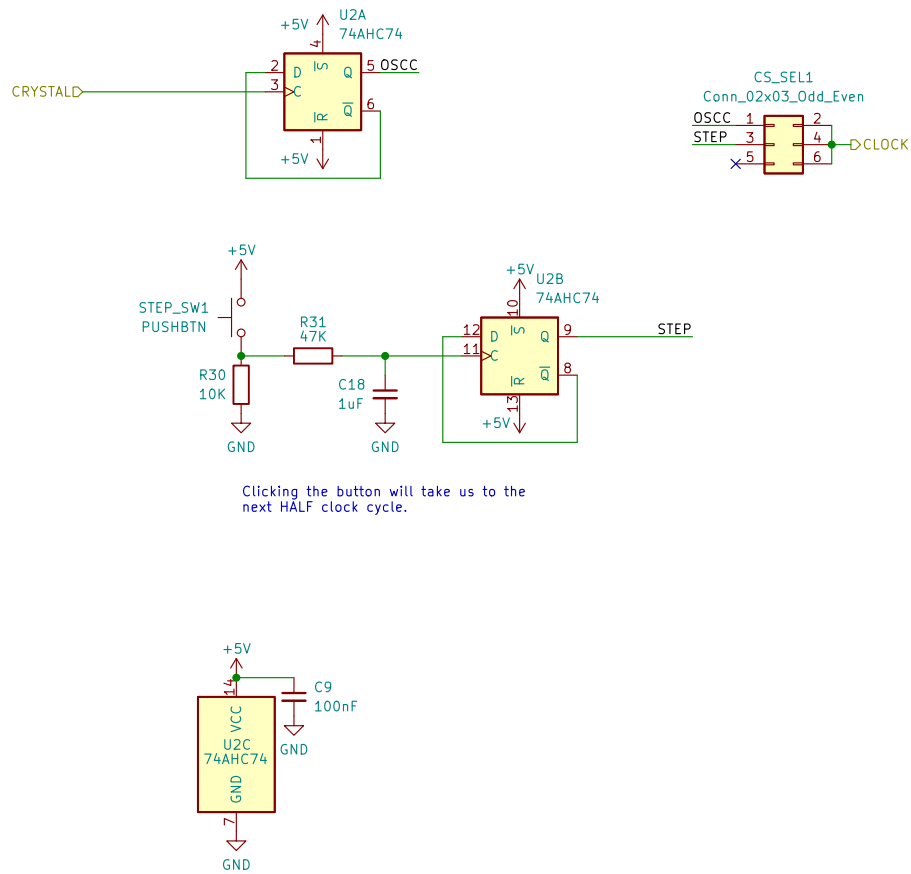 +5V
U2A
74AHC74
4
S
2
D
Q
5
OSCC
CRYSTAL
3
C
6
Q
R
1
+5V
CS_SEL1
Conn_02x03_Odd_Even
OSCC
1
2
STEP
3
4
CLOCK
5
6
+5V
STEP_SW1
PUSHBTN
R31
47K
R30
10K
GND
C18
1uF
GND
+5V
U2B
74AHC74
10
S
12
D
Q
9
STEP
11
C
8
Q
R
13
+5V
Clicking the button will take us to the
next HALF clock cycle.
+5V
14
C9
100nF
GND
VCC
U2C
74AHC74
GND
7
GND